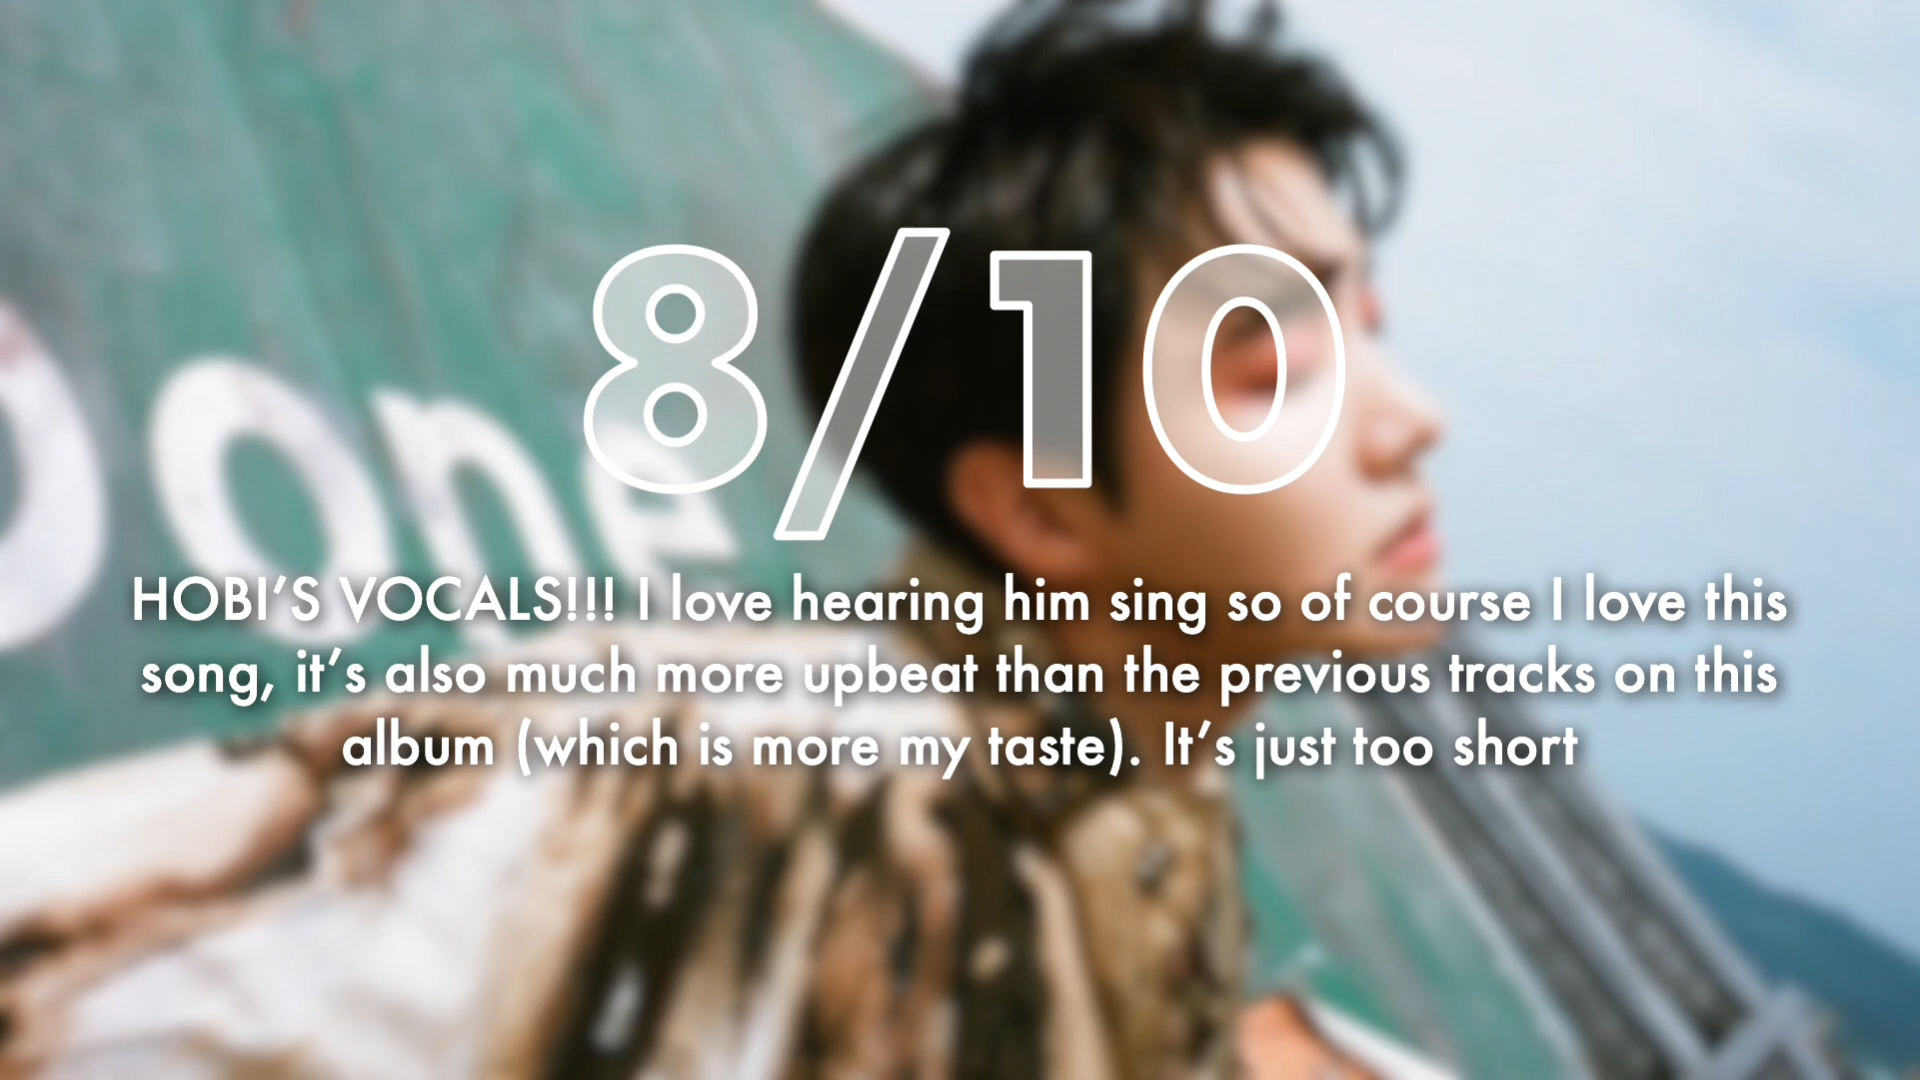 one
8/10
HOBI’S VOCALS!!! I love hearing him sing so of course I love this
song, it’s also much more upbeat than the previous tracks on this
album (which is more my taste). It’s just too short